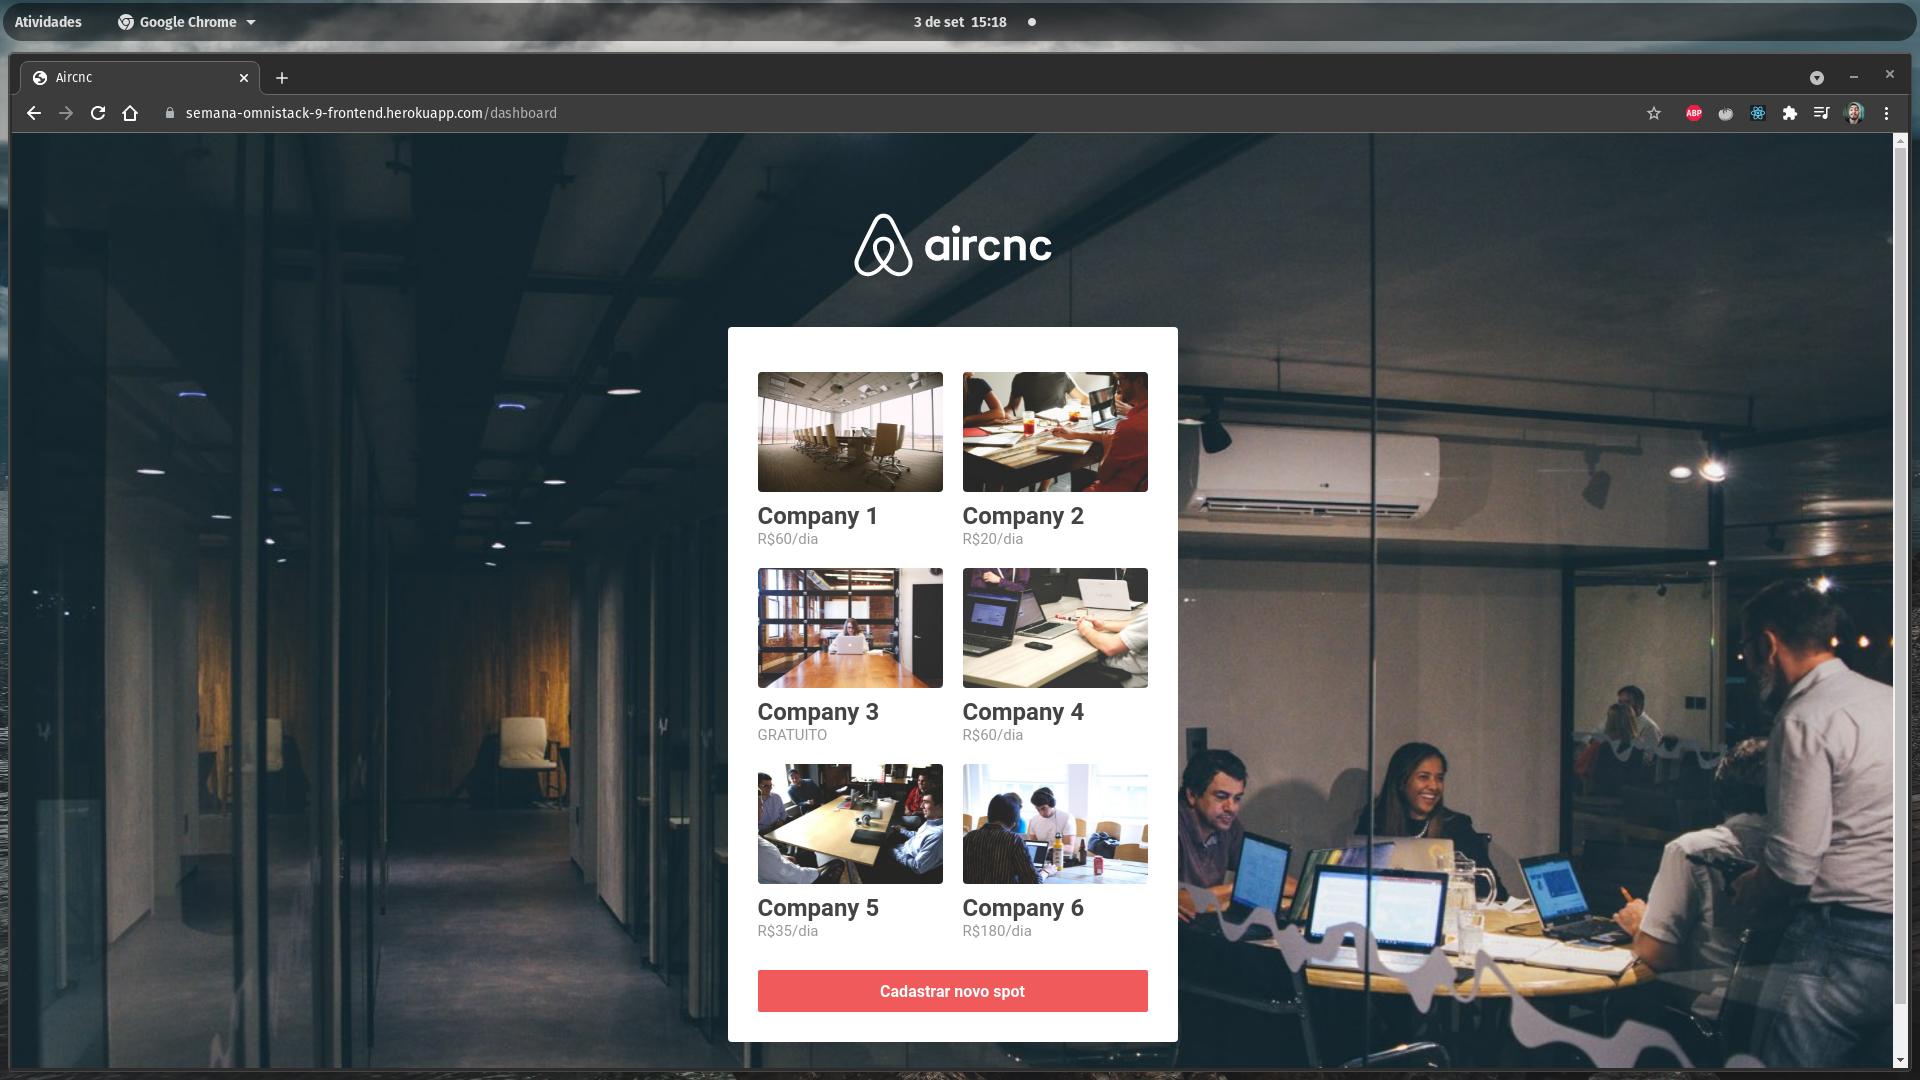 Atividades Google Chrome 3 de set 15:18
Aircnc
semana-omnistack-9-frontend.herokuapp.com/dashboard
ABP
aircnc
Company 1
R$60/dia
Company 2
R$20/dia
Company 3
GRATUITO
Company 4
R$60/dia
Company 5
R$35/dia
Company 6
R$180/dia
Cadastrar novo spot